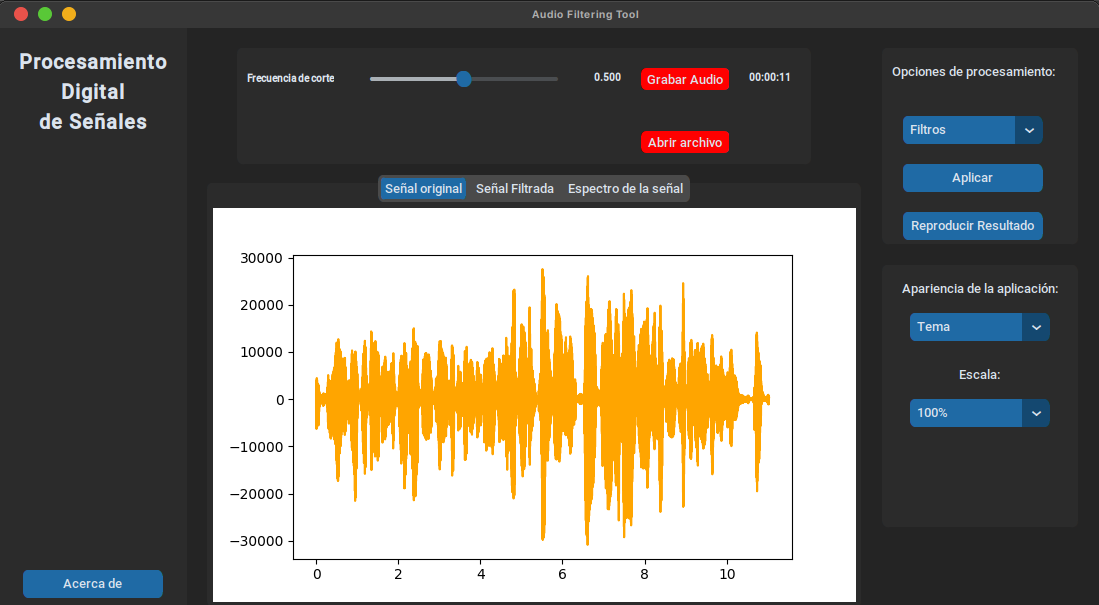 Audio Filtering Tool
Procesamiento
Digital
de Señales
Frecuencia de corte
0.500
Grabar Audio
00:00:11
Abrir archivo
Opciones de procesamiento:
Filtros
Aplicar
Reproducir Resultado
Señal original
Señal Filtrada
Espectro de la señal
30000
20000
10000
0
−10000
−20000
−30000
0
2
4
6
8
10
Apariencia de la aplicación:
Tema
Escala:
100%
Acerca de